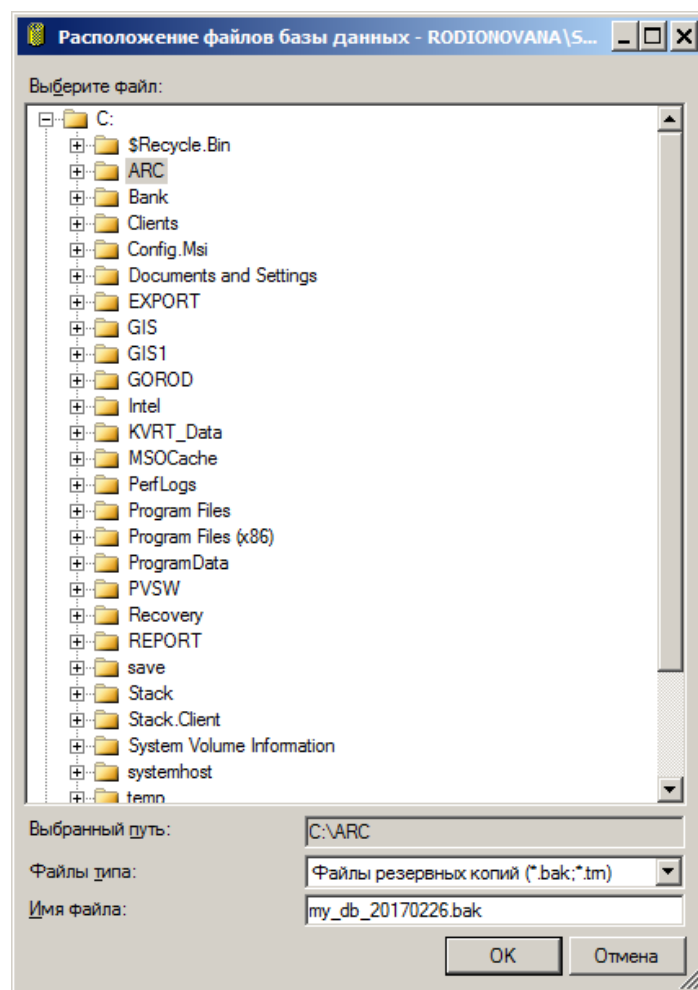 Расположение файлов базы данных - RODIONOVANA\S...
Выберите файл:
C:
$Recycle.Bin
ARC
Bank
Clients
Config.Msi
Documents and Settings
EXPORT
GIS
GIS1
GOROD
Intel
KVRT_Data
MSOCache
PerfLogs
Program Files
Program Files (x86)
ProgramData
PVSW
Recovery
REPORT
save
Stack
Stack.Client
System Volume Information
systemhost
temp
Выбранный путь: C:\ARC
Файлы типа: Файлы резервных копий (*.bak;*.trn)
Имя файла: my_db_20170226.bak
OK Отмена